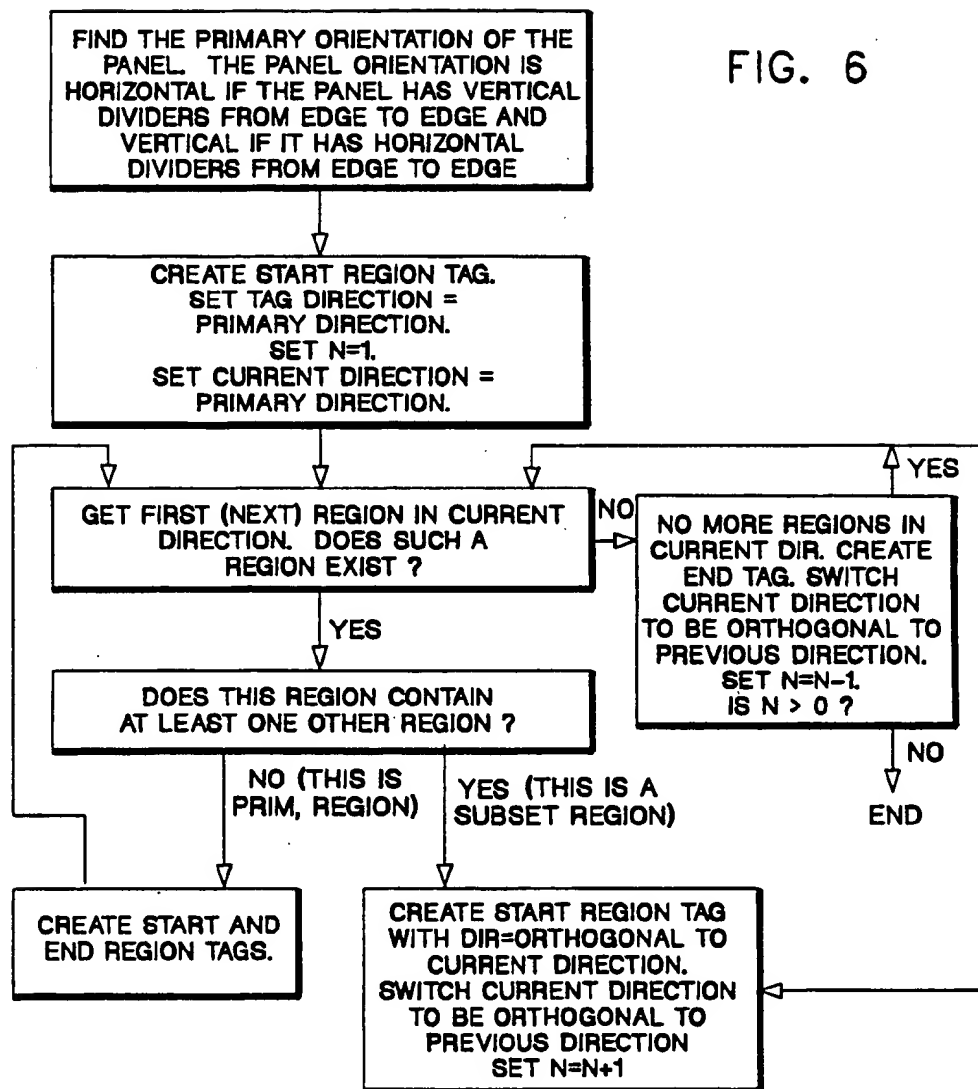 FIG. 6
FIND THE PRIMARY ORIENTATION OF THE
PANEL. THE PANEL ORIENTATION IS
HORIZONTAL IF THE PANEL HAS VERTICAL
DIVIDERS FROM EDGE TO EDGE AND
VERTICAL IF IT HAS HORIZONTAL
DIVIDERS FROM EDGE TO EDGE
CREATE START REGION TAG.
SET TAG DIRECTION =
PRIMARY DIRECTION.
SET N=1.
SET CURRENT DIRECTION =
PRIMARY DIRECTION.
GET FIRST (NEXT) REGION IN CURRENT
DIRECTION. DOES SUCH A
REGION EXIST ?
NO
YES
NO MORE REGIONS IN
CURRENT DIR. CREATE
END TAG. SWITCH
CURRENT DIRECTION
TO BE ORTHOGONAL TO
PREVIOUS DIRECTION.
SET N=N-1.
IS N > 0 ?
NO
END
YES
DOES THIS REGION CONTAIN
AT LEAST ONE OTHER REGION ?
NO (THIS IS
PRIM, REGION)
YES (THIS IS A
SUBSET REGION)
CREATE START AND
END REGION TAGS.
CREATE START REGION TAG
WITH DIR=ORTHOGONAL TO
CURRENT DIRECTION.
SWITCH CURRENT DIRECTION
TO BE ORTHOGONAL TO
PREVIOUS DIRECTION
SET N=N+1